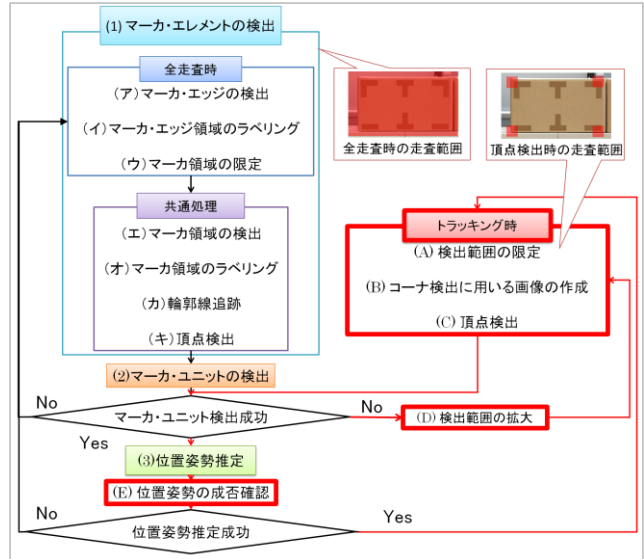 (1) マーカ・エレメントの検出
全走査時
(ア)マーカ・エッジの検出
(イ)マーカ・エッジ領域のラベリング
(ウ)マーカ領域の限定
共通処理
(エ)マーカ領域の検出
(オ)マーカ領域のラベリング
(カ)輪郭線追跡
(キ)頂点検出
全走査時の走査範囲
頂点検出時の走査範囲
トラッキング時
(A) 検出範囲の限定
(B) コーナ検出に用いる画像の作成
(C) 頂点検出
(2)マーカ・ユニットの検出
No
マーカ・ユニット検出成功
No
(D) 検出範囲の拡大
Yes
(3)位置姿勢推定
(E) 位置姿勢の成否確認
No
位置姿勢推定成功
Yes